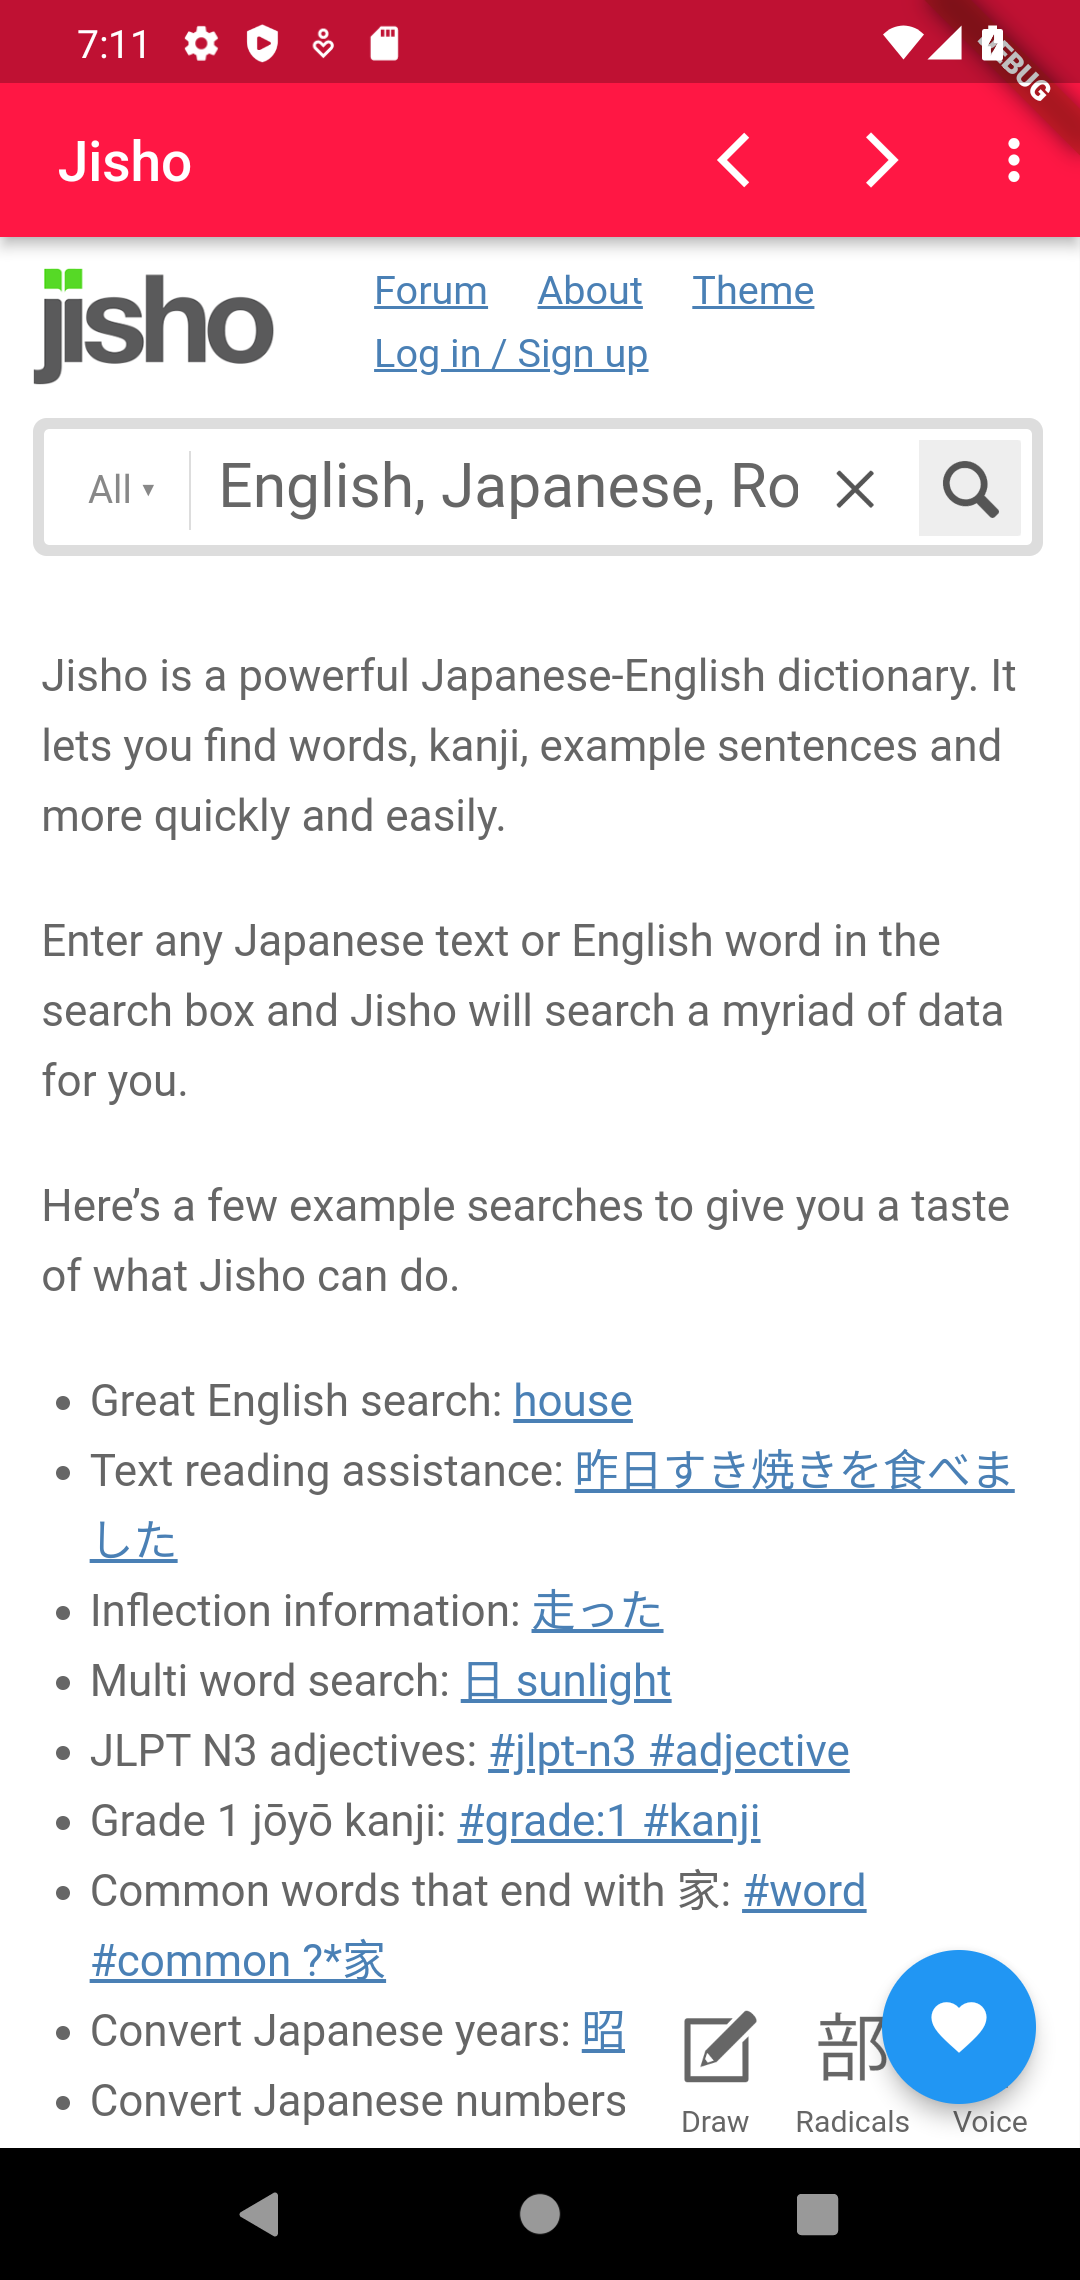 7:11
DEBUG
Jisho
jisho
Forum About Theme
Log in / Sign up
All ▾ English, Japanese, Ro
Jisho is a powerful Japanese-English dictionary. It
lets you find words, kanji, example sentences and
more quickly and easily.
Enter any Japanese text or English word in the
search box and Jisho will search a myriad of data
for you.
Here’s a few example searches to give you a taste
of what Jisho can do.
• Great English search: house
• Text reading assistance: 昨日すき焼きを食べま
した
• Inflection information: 走った
• Multi word search: 日 sunlight
• JLPT N3 adjectives: #jlpt-n3 #adjective
• Grade 1 jōyō kanji: #grade:1 #kanji
• Common words that end with 家: #word
#common ?*家
• Convert Japanese years: 昭
• Convert Japanese numbers
部
Draw Radicals Voice